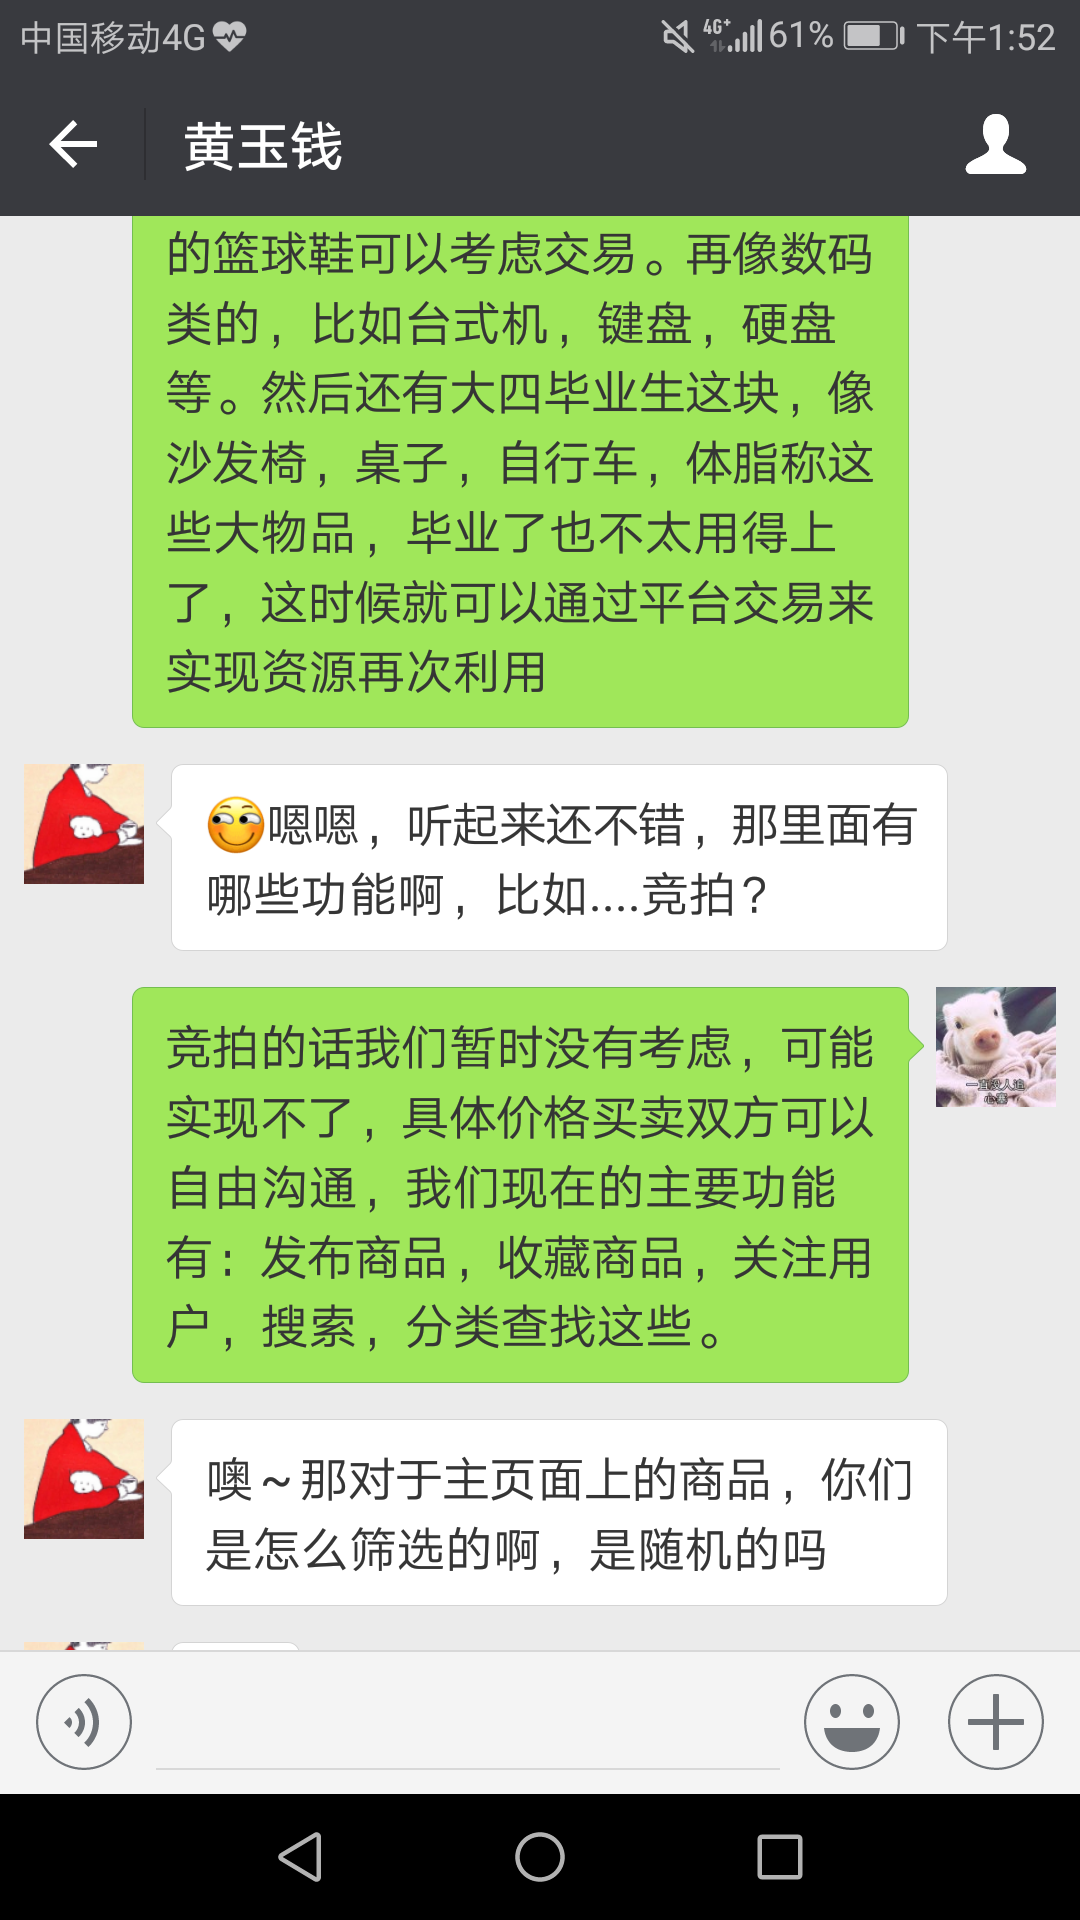 中国移动4G 4G+ 61% 下午1:52
黄玉钱
的篮球鞋可以考虑交易。再像数码
类的，比如台式机，键盘，硬盘
等。然后还有大四毕业生这块，像
沙发椅，桌子，自行车，体脂称这
些大物品，毕业了也不太用得上
了，这时候就可以通过平台交易来
实现资源再次利用
嗯嗯，听起来还不错，那里面有
哪些功能啊，比如....竞拍？
竞拍的话我们暂时没有考虑，可能
实现不了，具体价格买卖双方可以
自由沟通，我们现在的主要功能
有：发布商品，收藏商品，关注用
户，搜索，分类查找这些。
一直没人追
心塞
噢～那对于主页面上的商品，你们
是怎么筛选的啊，是随机的吗